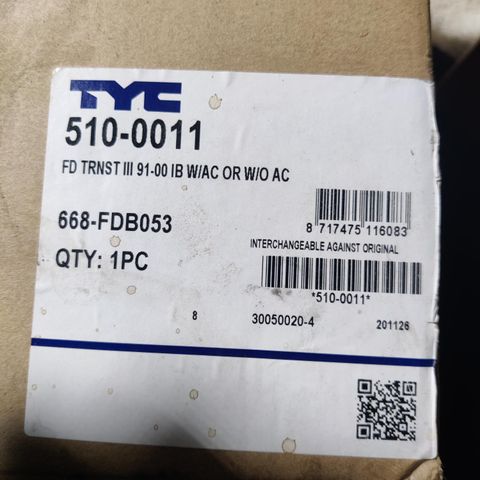 TYC
510-0011
FD TRNST III 91-00 IB W/AC OR W/O AC
668-FDB053
8 717475 116083
INTERCHANGEABLE AGAINST ORIGINAL
QTY: 1PC
*510-0011*
8 30050020-4 201126